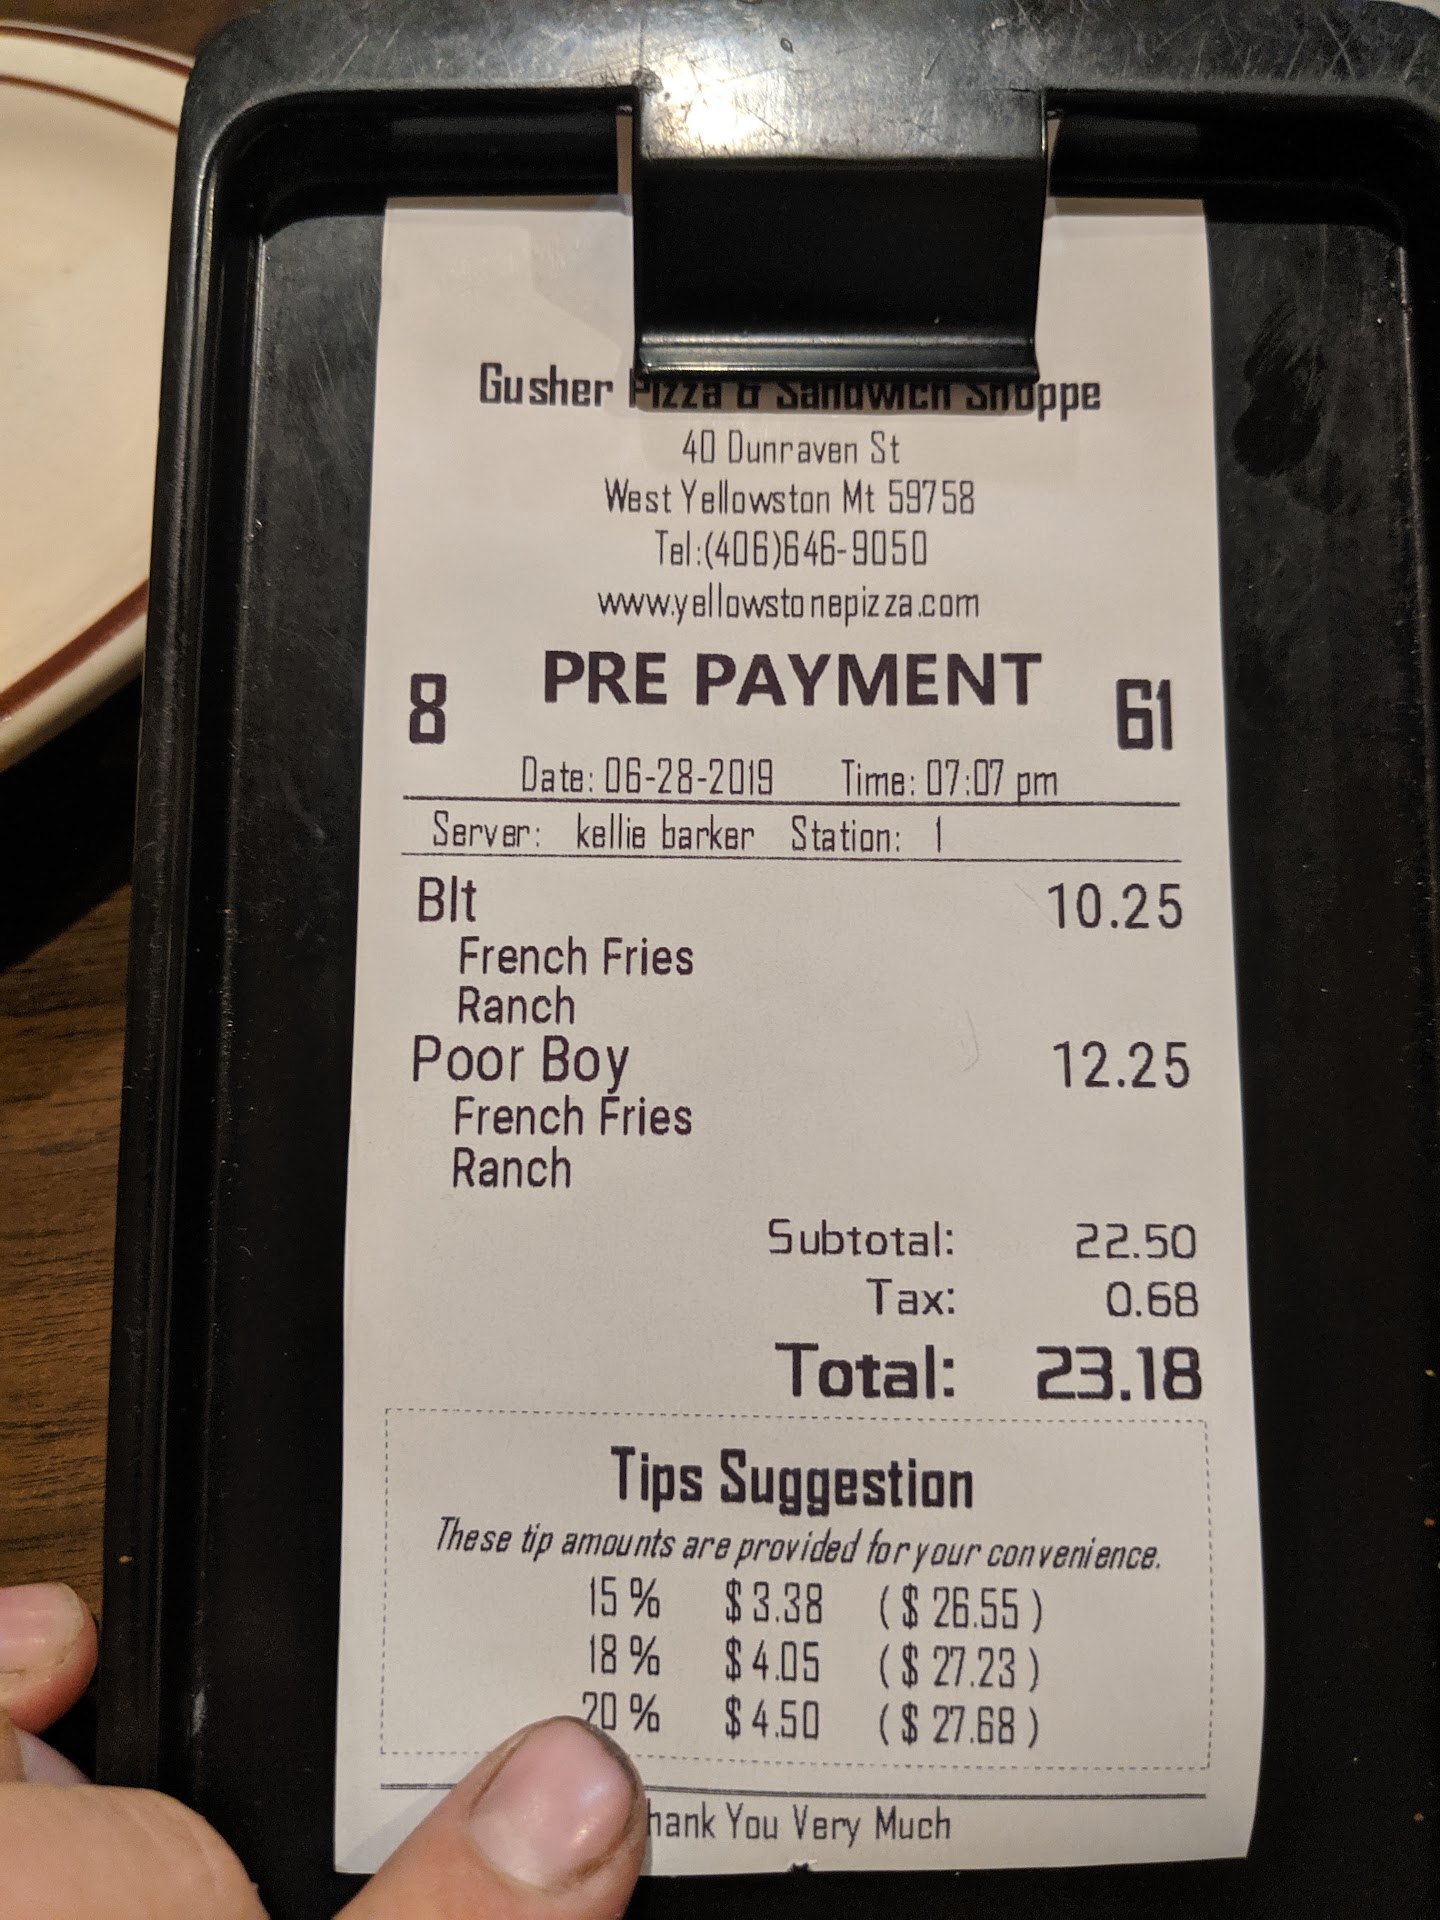 Gusher Pizza & Sandwich Shoppe
40 Dunraven St
West Yellowston Mt 59758
Tel:(406)646-9050
www.yellowstonepizza.com
8 PRE PAYMENT 61
Date: 06-28-2019 Time: 07:07 pm
Server: kellie barker Station: 1
Blt 10.25
French Fries
Ranch
Poor Boy 12.25
French Fries
Ranch
Subtotal: 22.50
Tax: 0.68
Total: 23.18
Tips Suggestion
These tip amounts are provided for your convenience.
15 % $ 3.38 ( $ 26.55 )
18 % $ 4.05 ( $ 27.23 )
20 % $ 4.50 ( $ 27.68 )
hank You Very Much